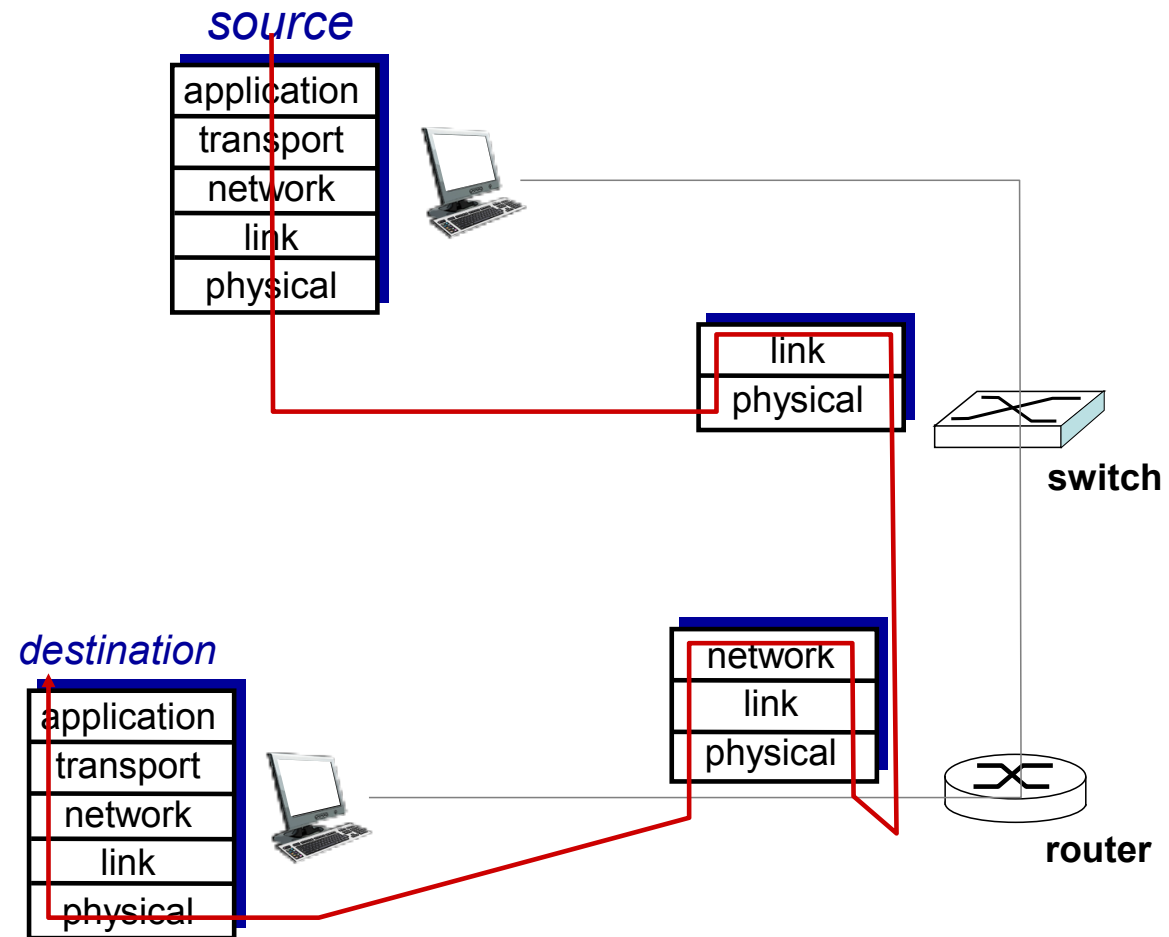 source
application
transport
network
link
physical
link
physical
switch
destination
application
transport
network
link
physical
network
link
physical
router